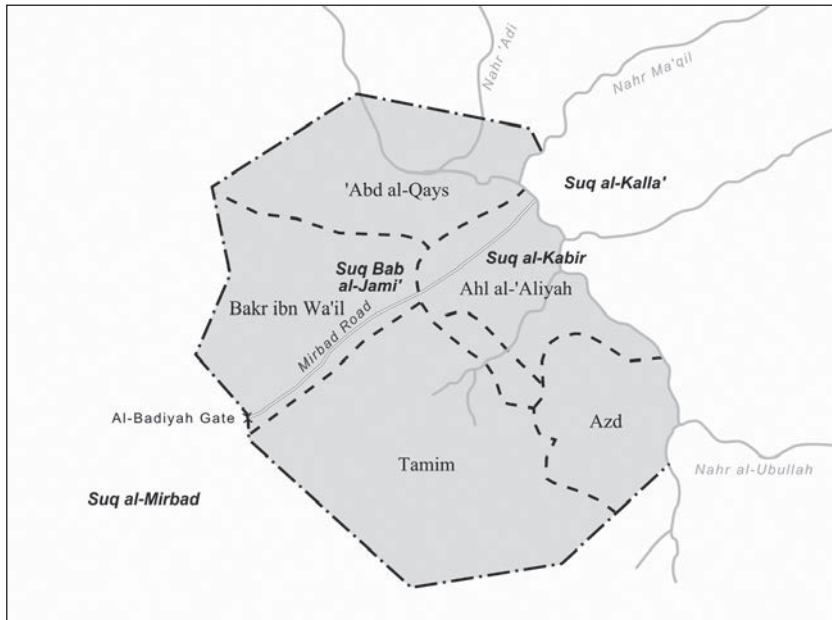 Nahr 'Adi
Nahr Ma'qil
'Abd al-Qays
Suq al-Kalla'
Suq al-Kabir
Suq Bab
al-Jami'
Ahl al-'Aliyah
Bakr ibn Wa'il
Mirbad Road
Al-Badiyah Gate
Azd
Tamim
Nahr al-Ubullah
Suq al-Mirbad